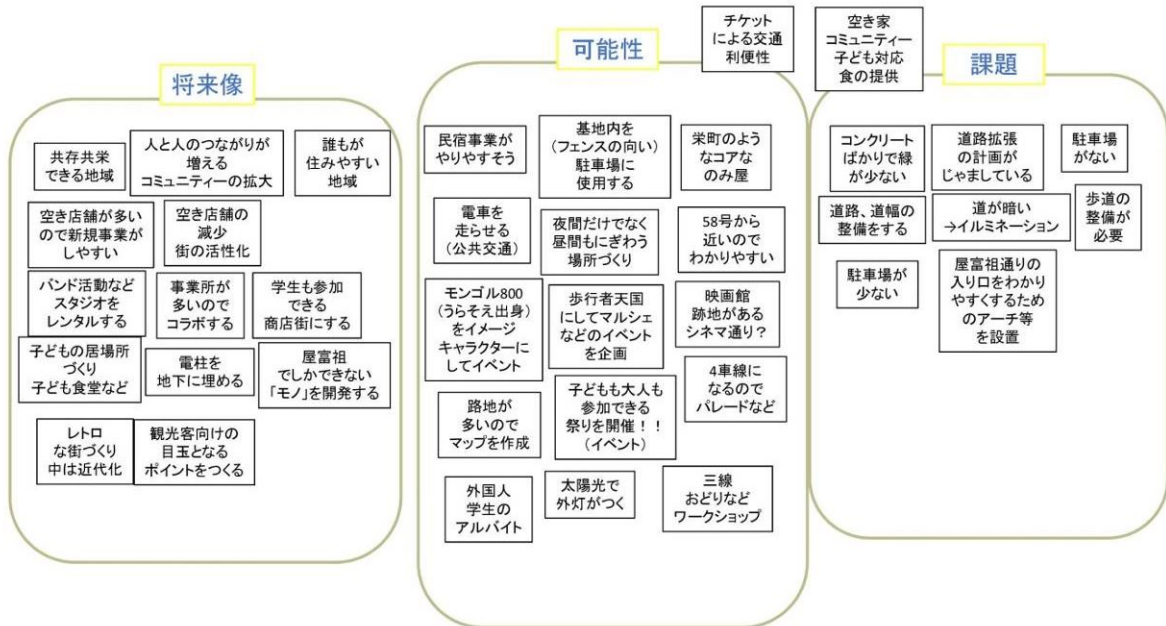 将来像
共存共栄
できる地域
人と人のつながりが
増える
コミュニティーの拡大
誰もが
住みやすい
地域
空き店舗が多い
ので新規事業が
しやすい
空き店舗の
減少
街の活性化
バンド活動など
スタジオを
レンタルする
事業所が
多いので
コラボする
学生も参加
できる
商店街にする
子どもの居場所
づくり
子ども食堂など
電柱を
地下に埋める
屋富祖
でしかできない
「モノ」を開発する
レトロ
な街づくり
中は近代化
観光客向けの
目玉となる
ポイントをつくる
可能性
チケット
による交通
利便性
民宿事業が
やりやすそう
基地内を
(フェンスの向い)
駐車場に
使用する
栄町のよう
なコアな
のみ屋
電車を
走らせる
(公共交通)
夜間だけでなく
昼間もにぎわう
場所づくり
58号から
近いので
わかりやすい
モンゴル800
(うらそえ出身)
をイメージ
キャラクターに
してイベント
歩行者天国
にしてマルシェ
などのイベント
を企画
映画館
跡地がある
シネマ通り?
路地が
多いので
マップを作成
子どもも大人も
参加できる
祭りを開催!!
(イベント)
4車線に
なるので
パレードなど
外国人
学生の
アルバイト
太陽光で
外灯がつく
三線
おどりなど
ワークショップ
空き家
コミュニティー
子ども対応
食の提供
課題
コンクリート
ばかりで緑
が少ない
道路拡張
の計画が
じゃましている
駐車場
がない
道路、道幅の
整備をする
道が暗い
→イルミネーション
歩道の
整備が
必要
駐車場が
少ない
屋富祖通りの
入り口をわかり
やすくするため
のアーチ等
を設置